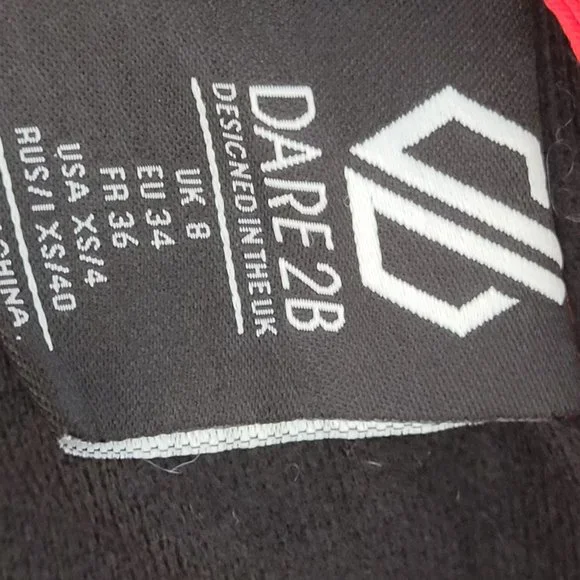 DARE 2B
DESIGNED IN THE UK
UK 8
EU 34
FR 36
USA XS/4
RUS/I XS/40
CHINA.